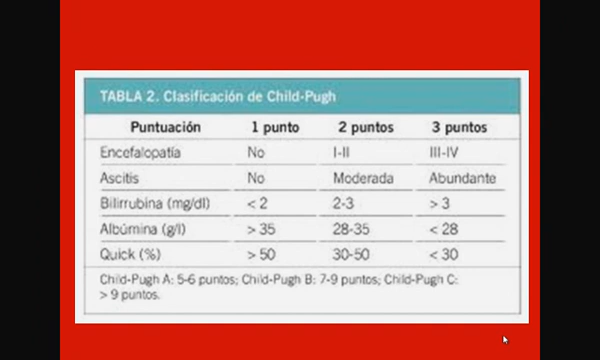 TABLA 2. Clasificación de Child-Pugh
Puntuación 1 punto 2 puntos 3 puntos
Encefalopatía No I-II III-IV
Ascitis No Moderada Abundante
Bilirrubina (mg/dl) < 2 2-3 > 3
Albúmina (g/l) > 35 28-35 < 28
Quick (%) > 50 30-50 < 30
Child-Pugh A: 5-6 puntos; Child-Pugh B: 7-9 puntos; Child-Pugh C:
> 9 puntos.